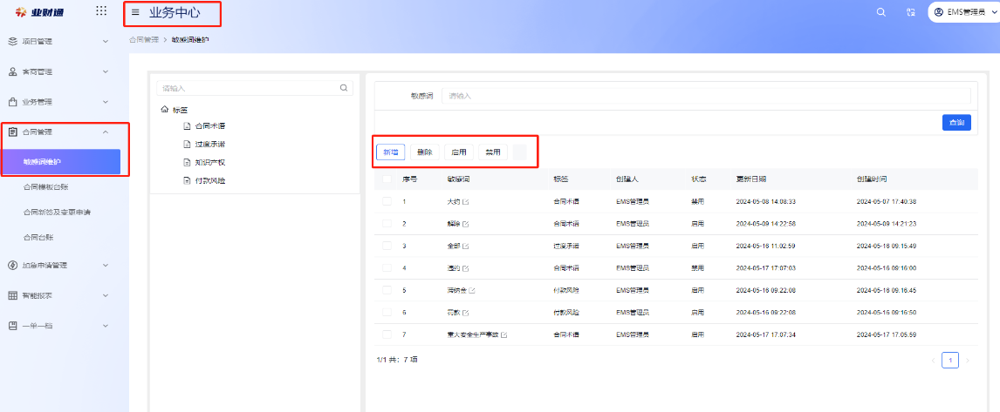 业财通
业务中心
EMS管理员
合同管理 > 敏感词维护
项目管理
客商管理
业务管理
合同管理
敏感词维护
合同模板台账
合同新签及变更申请
合同台账
加急申请管理
智能报表
一单一档
请输入
标签
合同术语
过度承诺
知识产权
付款风险
敏感词 请输入
查询
新增 删除 启用 禁用
序号 敏感词 标签 创建人 状态 更新日期 创建时间
1 大约 合同术语 EMS管理员 禁用 2024-05-08 14:08:33 2024-05-07 17:40:38
2 解除 合同术语 EMS管理员 启用 2024-05-09 14:22:58 2024-05-09 14:21:23
3 全部 过度承诺 EMS管理员 启用 2024-05-16 11:02:59 2024-05-16 09:15:49
4 违约 合同术语 EMS管理员 禁用 2024-05-17 17:07:03 2024-05-16 09:16:00
5 滞纳金 付款风险 EMS管理员 启用 2024-05-16 09:22:08 2024-05-16 09:16:45
6 罚款 付款风险 EMS管理员 启用 2024-05-16 09:22:08 2024-05-16 09:16:50
7 重大安全生产事故 合同术语 EMS管理员 启用 2024-05-17 17:07:34 2024-05-17 17:05:59
1/1 共：7 项
1